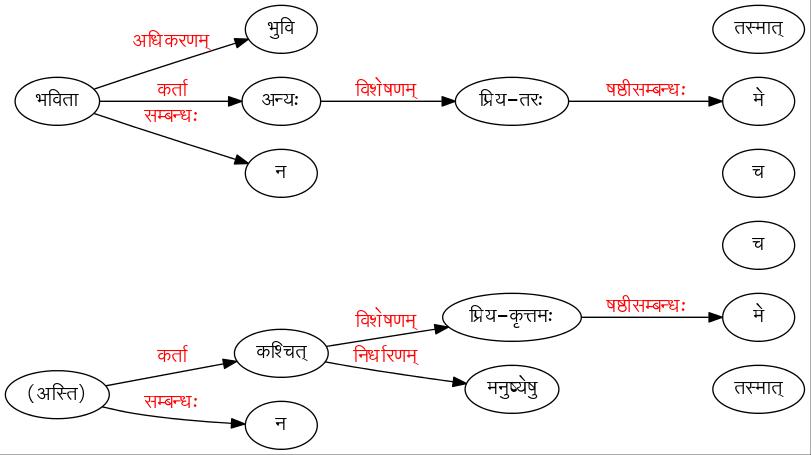 भुवि
तस्मात्
अधिकरणम्
भविता
कर्ता
अन्यः
विशेषणम्
प्रिय-तरः
षष्ठीसम्बन्धः
मे
सम्बन्धः
न
च
च
प्रिय-कृत्तमः
षष्ठीसम्बन्धः
मे
विशेषणम्
कश्चित्
कर्ता
निर्धारणम्
(अस्ति)
मनुष्येषु
तस्मात्
सम्बन्धः
न